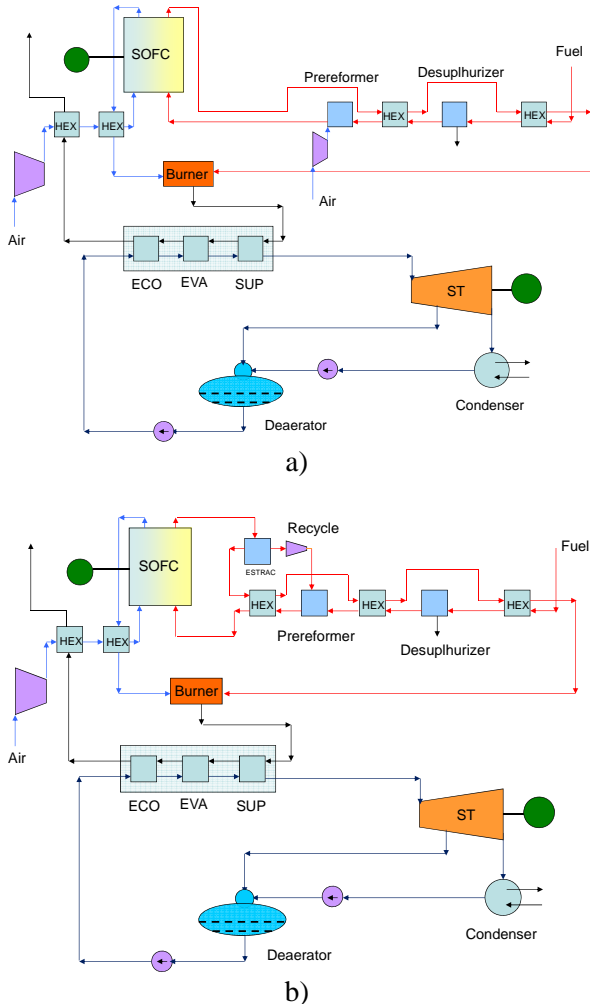 SOFC
Prereformer
Desuplhurizer
Fuel
HEX
HEX
HEX
HEX
Burner
Air
Air
ECO
EVA
SUP
ST
Condenser
Deaerator
a)
Recycle
SOFC
ESTRAC
Fuel
HEX
HEX
HEX
HEX
HEX
Prereformer
Desuplhurizer
Burner
Air
ECO
EVA
SUP
ST
Condenser
Deaerator
b)